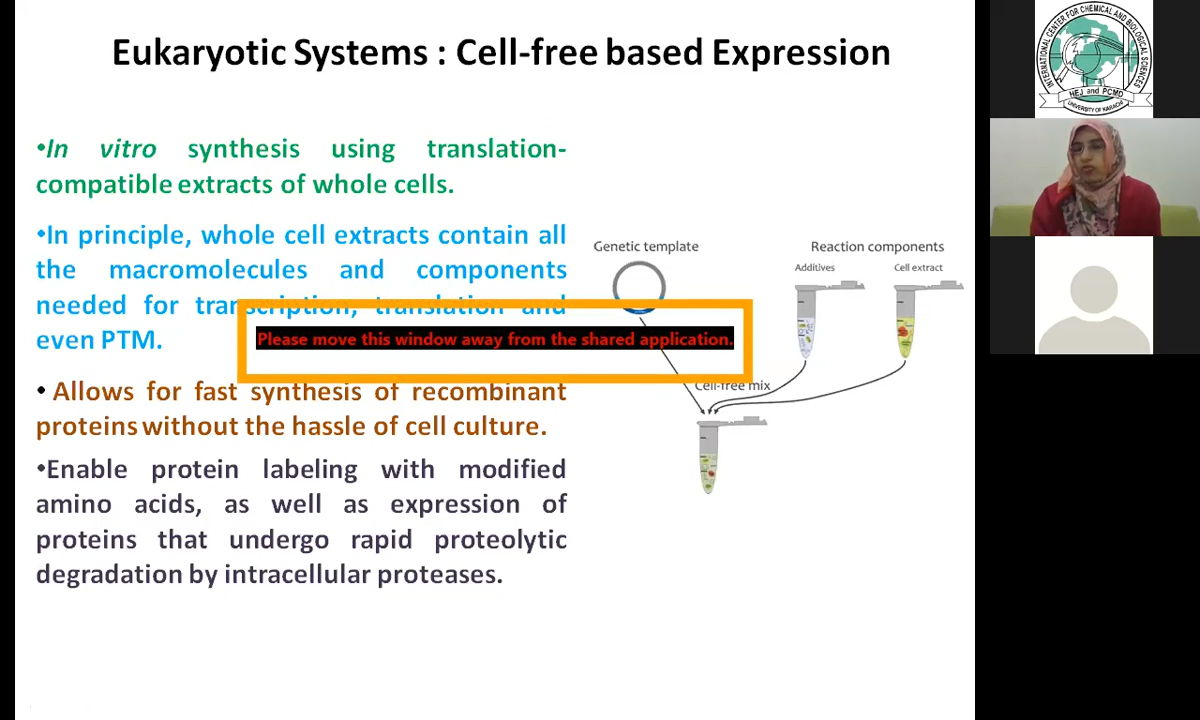 Eukaryotic Systems : Cell-free based Expression
•In vitro synthesis using translation-
compatible extracts of whole cells.
•In principle, whole cell extracts contain all
the macromolecules and components
needed for transcription, translation and
even PTM.
• Allows for fast synthesis of recombinant
proteins without the hassle of cell culture.
•Enable protein labeling with modified
amino acids, as well as expression of
proteins that undergo rapid proteolytic
degradation by intracellular proteases.
Please move this window away from the shared application.
Genetic template
Reaction components
Additives
Cell extract
Cell-free mix
INTERNATIONAL CENTER FOR CHEMICAL AND BIOLOGICAL SCIENCES
HEJ and PCMD
UNIVERSITY OF KARACHI